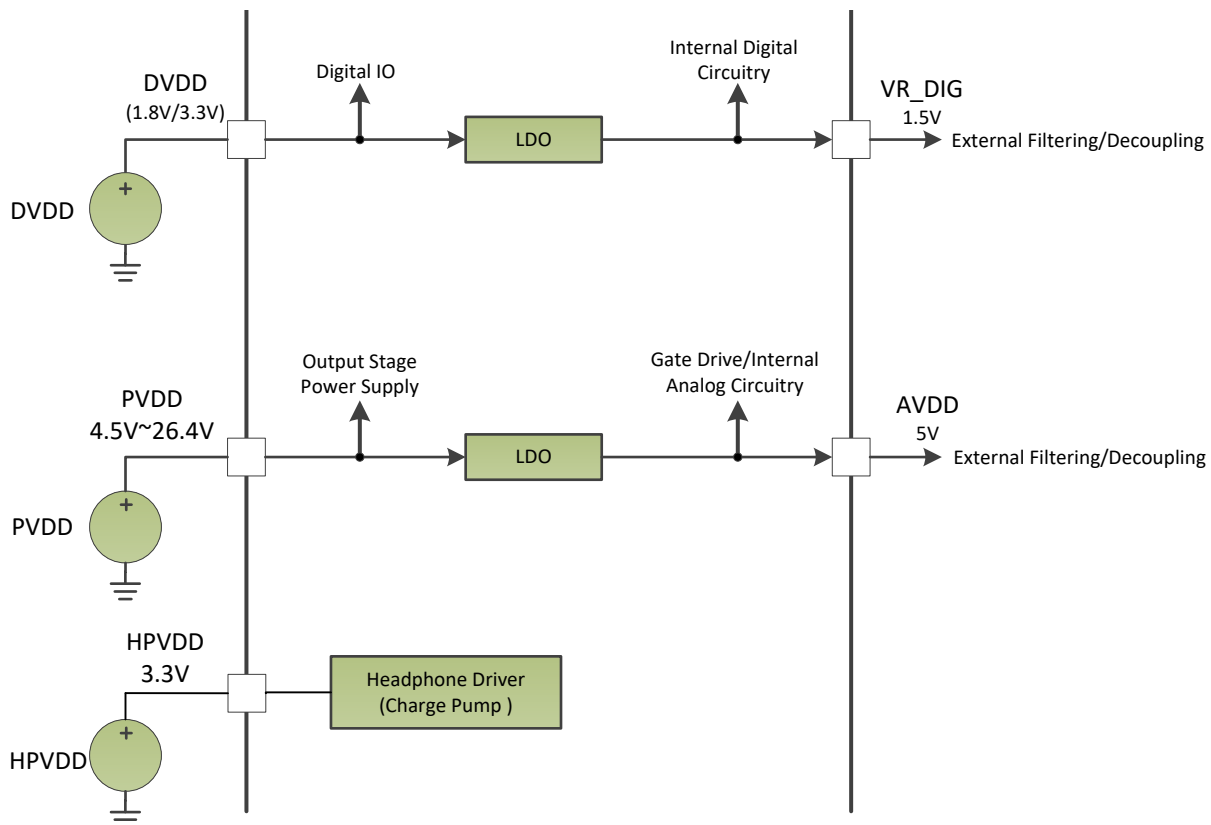 DVDD
(1.8V/3.3V)
Digital IO
Internal Digital
Circuitry
VR_DIG
1.5V
LDO
External Filtering/Decoupling
+
DVDD
PVDD
4.5V~26.4V
Output Stage
Power Supply
Gate Drive/Internal
Analog Circuitry
AVDD
5V
LDO
External Filtering/Decoupling
+
PVDD
HPVDD
3.3V
Headphone Driver
(Charge Pump )
+
HPVDD